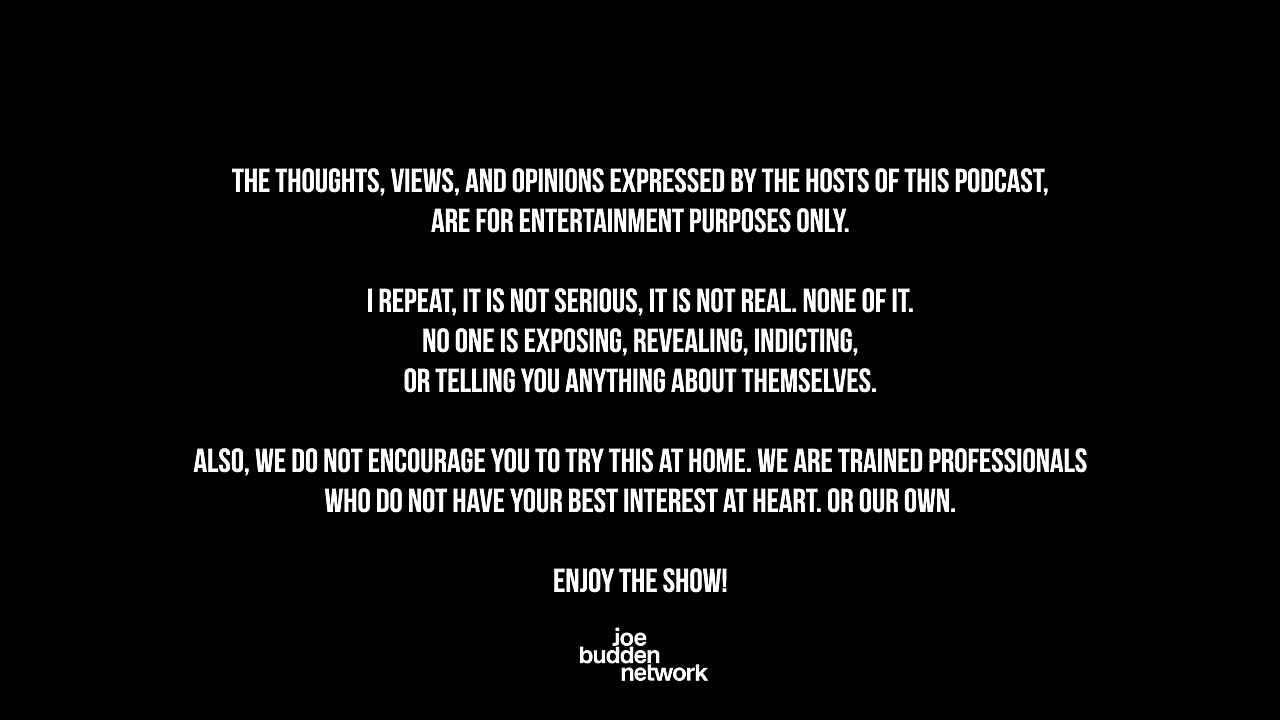 THE THOUGHTS, VIEWS, AND OPINIONS EXPRESSED BY THE HOSTS OF THIS PODCAST,
ARE FOR ENTERTAINMENT PURPOSES ONLY.
I REPEAT, IT IS NOT SERIOUS, IT IS NOT REAL. NONE OF IT.
NO ONE IS EXPOSING, REVEALING, INDICTING,
OR TELLING YOU ANYTHING ABOUT THEMSELVES.
ALSO, WE DO NOT ENCOURAGE YOU TO TRY THIS AT HOME. WE ARE TRAINED PROFESSIONALS
WHO DO NOT HAVE YOUR BEST INTEREST AT HEART. OR OUR OWN.
ENJOY THE SHOW!
joe
budden
network